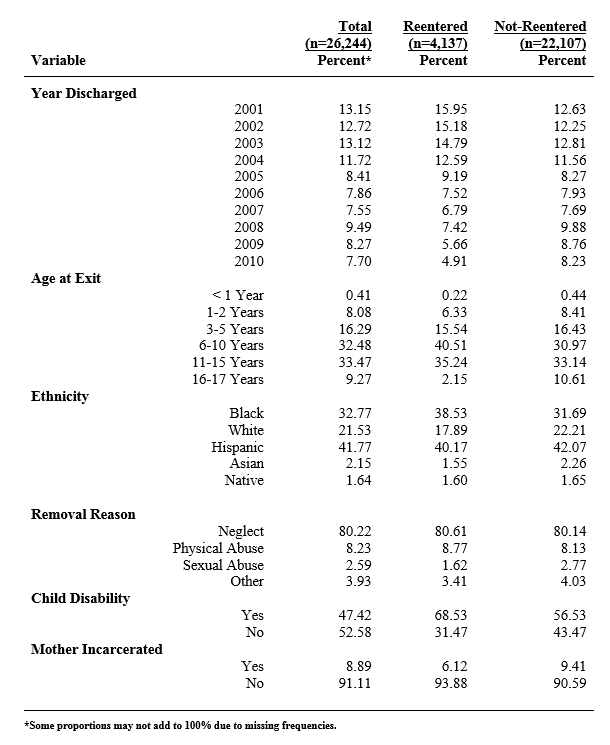 Total Reentered Not-Reentered
(n=26,244) (n=4,137) (n=22,107)
Variable Percent* Percent Percent
Year Discharged
2001 13.15 15.95 12.63
2002 12.72 15.18 12.25
2003 13.12 14.79 12.81
2004 11.72 12.59 11.56
2005 8.41 9.19 8.27
2006 7.86 7.52 7.93
2007 7.55 6.79 7.69
2008 9.49 7.42 9.88
2009 8.27 5.66 8.76
2010 7.70 4.91 8.23
Age at Exit
< 1 Year 0.41 0.22 0.44
1-2 Years 8.08 6.33 8.41
3-5 Years 16.29 15.54 16.43
6-10 Years 32.48 40.51 30.97
11-15 Years 33.47 35.24 33.14
16-17 Years 9.27 2.15 10.61
Ethnicity
Black 32.77 38.53 31.69
White 21.53 17.89 22.21
Hispanic 41.77 40.17 42.07
Asian 2.15 1.55 2.26
Native 1.64 1.60 1.65
Removal Reason
Neglect 80.22 80.61 80.14
Physical Abuse 8.23 8.77 8.13
Sexual Abuse 2.59 1.62 2.77
Other 3.93 3.41 4.03
Child Disability
Yes 47.42 68.53 56.53
No 52.58 31.47 43.47
Mother Incarcerated
Yes 8.89 6.12 9.41
No 91.11 93.88 90.59
*Some proportions may not add to 100% due to missing frequencies.